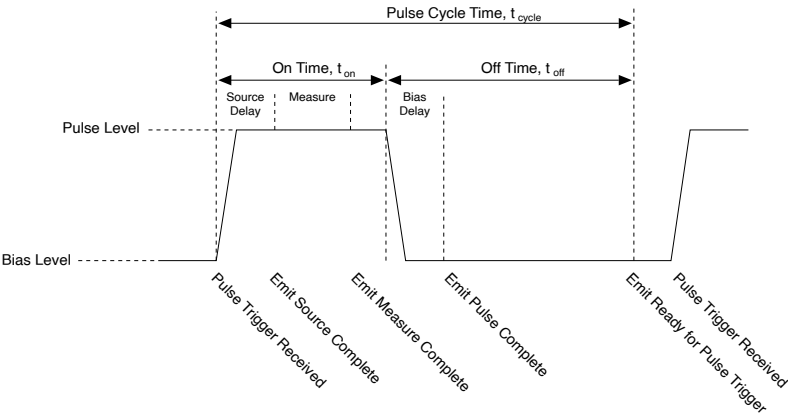 Pulse Cycle Time, t cycle
On Time, t on
Off Time, t off
Source
Delay
Measure
Bias
Delay
Pulse Level
Bias Level
Pulse Trigger Received
Emit Source Complete
Emit Measure Complete
Emit Pulse Complete
Emit Ready for Pulse Trigger
Pulse Trigger Received